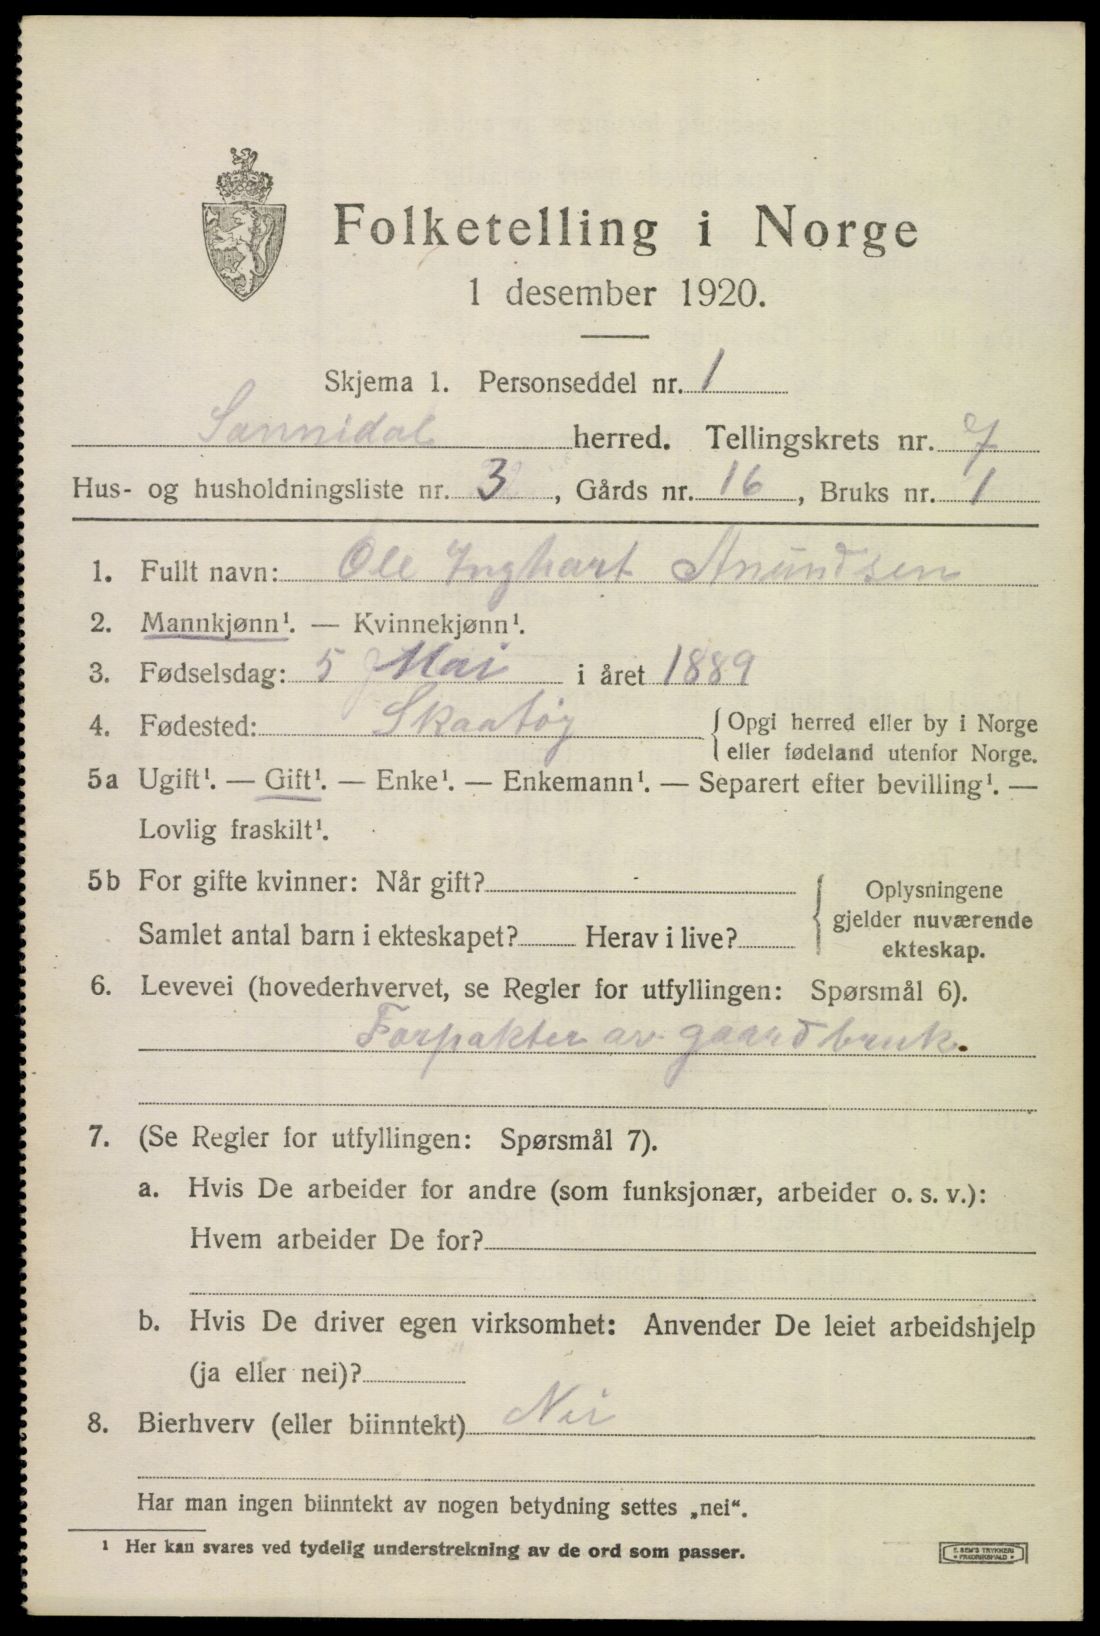 Folketelling i Norge
1 desember 1920.
Skjema 1. Personseddel nr. 1
Sannidal herred. Tellingskrets nr. 7
Hus- og husholdningsliste nr. 3, Gårds nr. 16, Bruks nr. 1
1. Fullt navn: Ole Inghart Anundsen
2. Mannkjønn¹. — Kvinnekjønn¹.
3. Fødselsdag: 5 Mai i året 1889
4. Fødested: Skaatøy { Opgi herred eller by i Norge
eller fødeland utenfor Norge.
5a Ugift¹. — Gift¹. — Enke¹. — Enkemann¹. — Separert efter bevilling¹. —
Lovlig fraskilt¹.
5b For gifte kvinner: Når gift? -
Samlet antal barn i ekteskapet? Herav i live?
{ Oplysningene
gjelder nuværende
ekteskap.
6. Levevei (hovederhvervet, se Regler for utfyllingen: Spørsmål 6).
Forpakter av gaardbruk.
7. (Se Regler for utfyllingen: Spørsmål 7).
a. Hvis De arbeider for andre (som funksjonær, arbeider o. s. v.):
Hvem arbeider De for?
b. Hvis De driver egen virksomhet: Anvender De leiet arbeidshjelp
(ja eller nei)?
8. Bierhverv (eller biinntekt) Nei
Har man ingen biinntekt av nogen betydning settes „nei“.
¹ Her kan svares ved tydelig understrekning av de ord som passer.
E. SEM'S TRYKKERI
FREDRIKSHALD